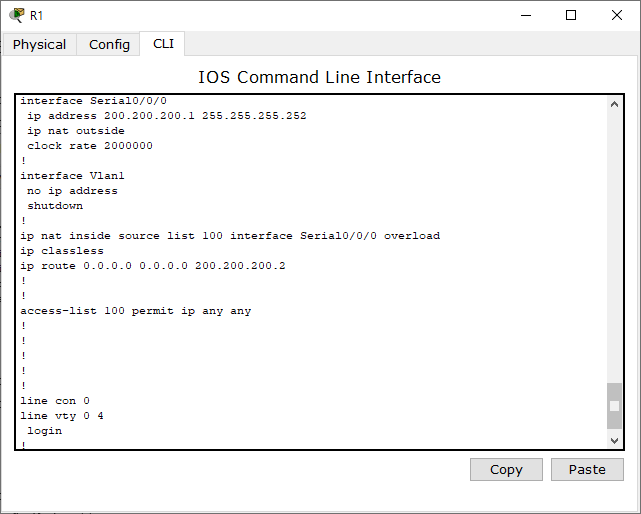 R1
Physical Config CLI
IOS Command Line Interface
interface Serial0/0/0
 ip address 200.200.200.1 255.255.255.252
 ip nat outside
 clock rate 2000000
!
interface Vlan1
 no ip address
 shutdown
!
ip nat inside source list 100 interface Serial0/0/0 overload
ip classless
ip route 0.0.0.0 0.0.0.0 200.200.200.2
!
!
access-list 100 permit ip any any
!
!
!
!
!
line con 0
line vty 0 4
 login
!
Copy Paste